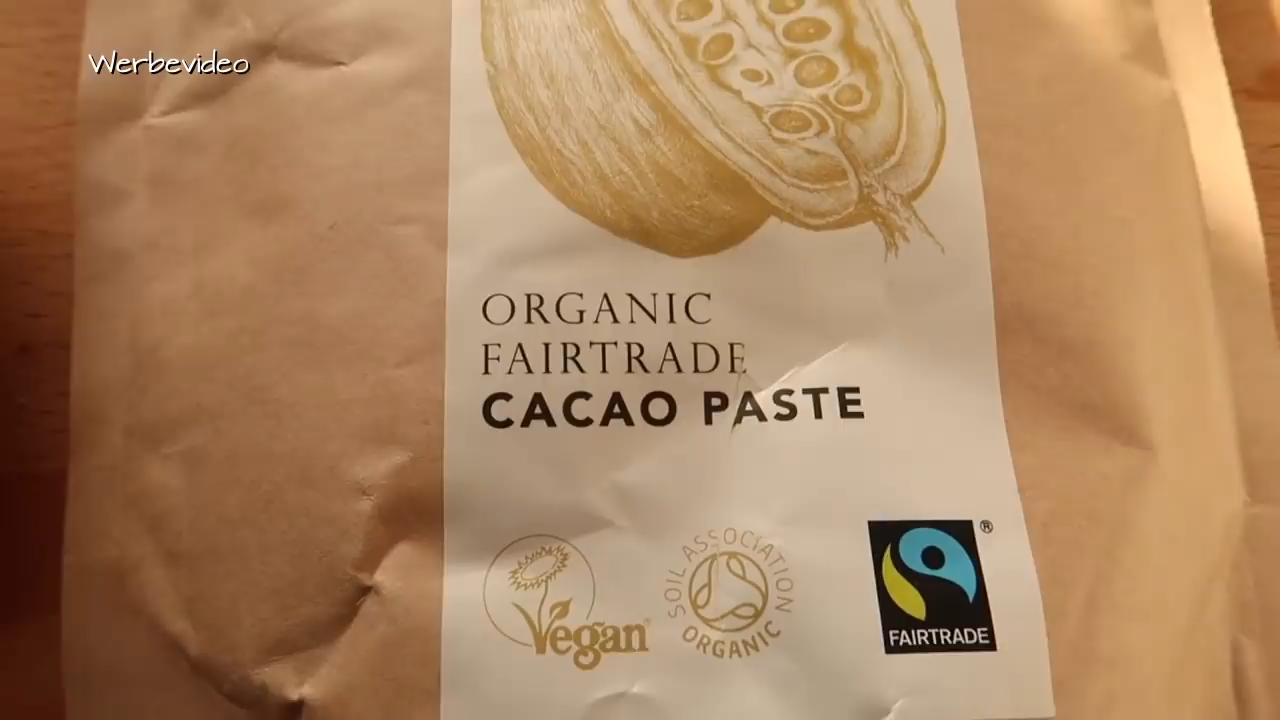 Werbevideo
ORGANIC
FAIRTRADE
CACAO PASTE
Vegan
SOIL ASSOCIATION
ORGANIC
®
FAIRTRADE